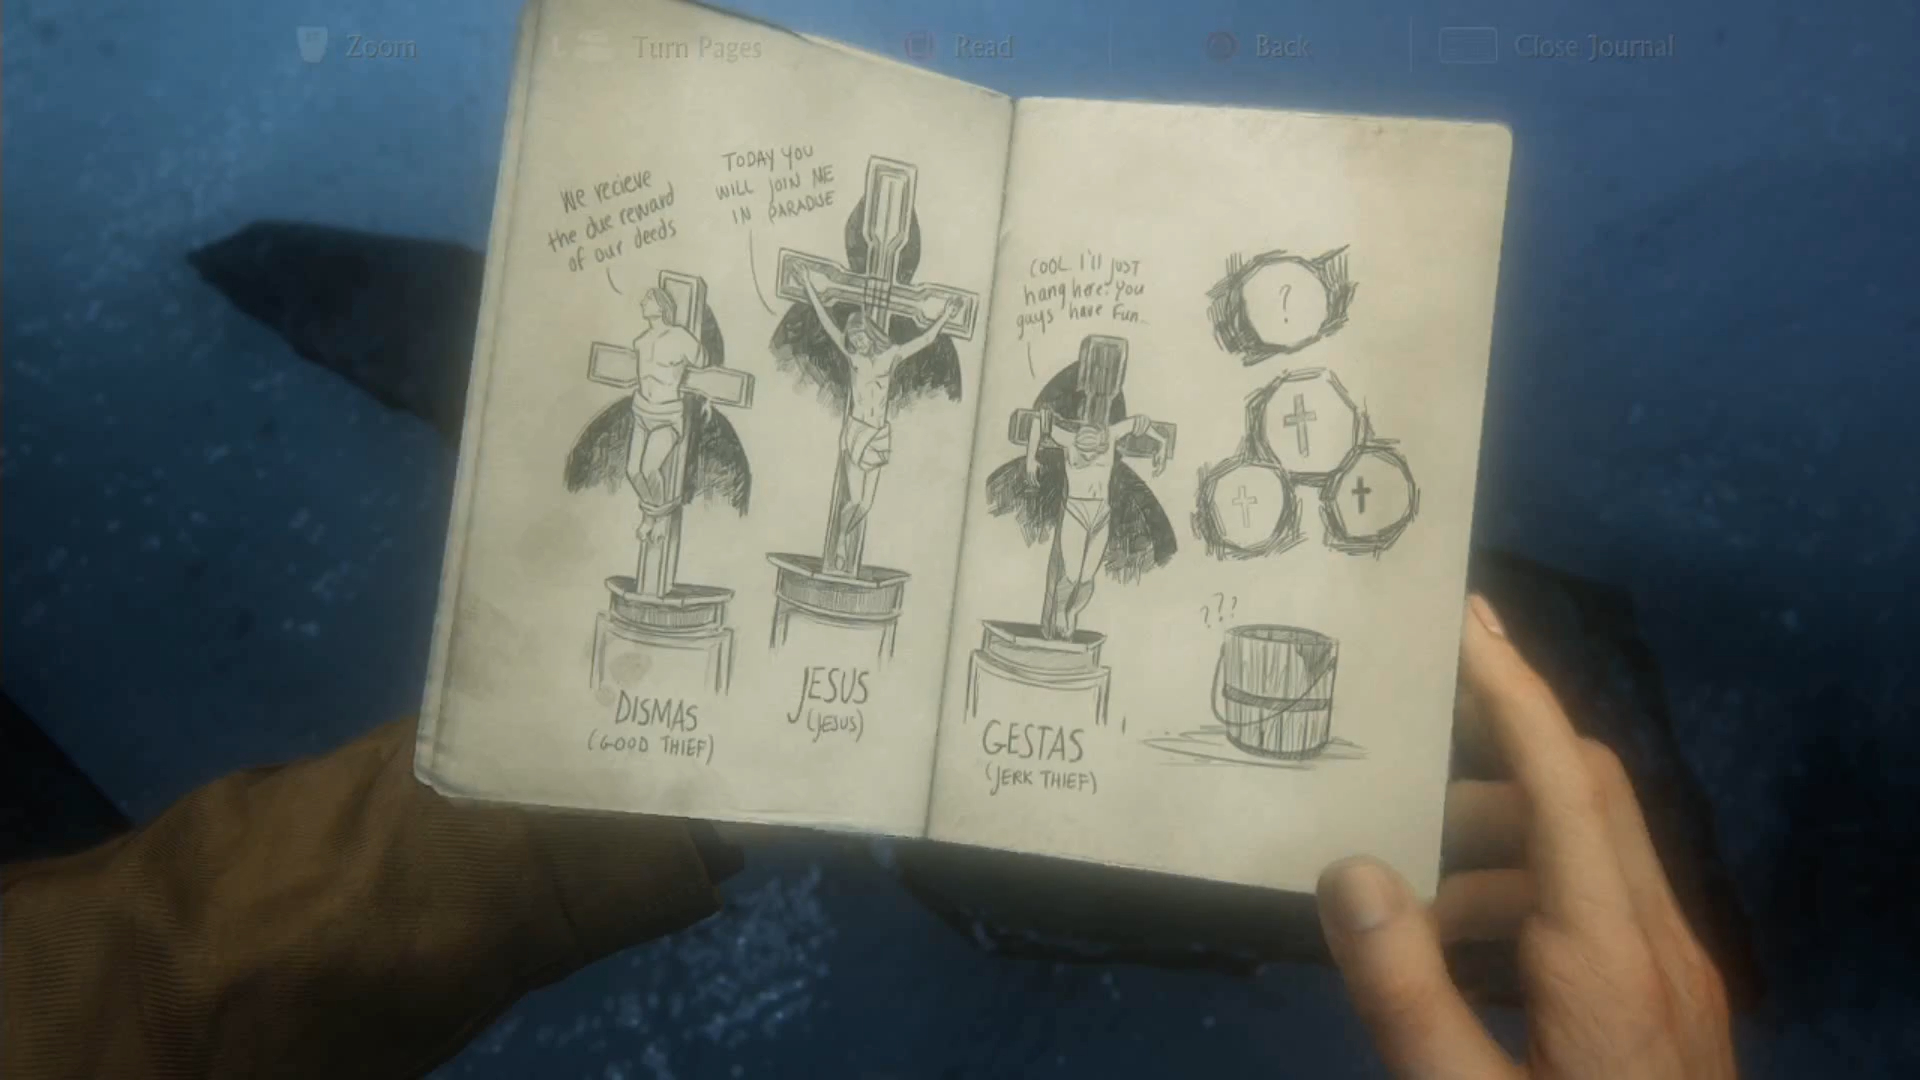 Zoom
Turn Pages
Read
Back
Close Journal
We recieve
the due reward
of our deeds
TODAY YOU
WILL JOIN ME
IN PARADISE
COOL I'll JUST
hang here. You
guys have fun...
?
???
DISMAS
(GOOD THIEF)
JESUS
(JESUS)
GESTAS
(JERK THIEF)